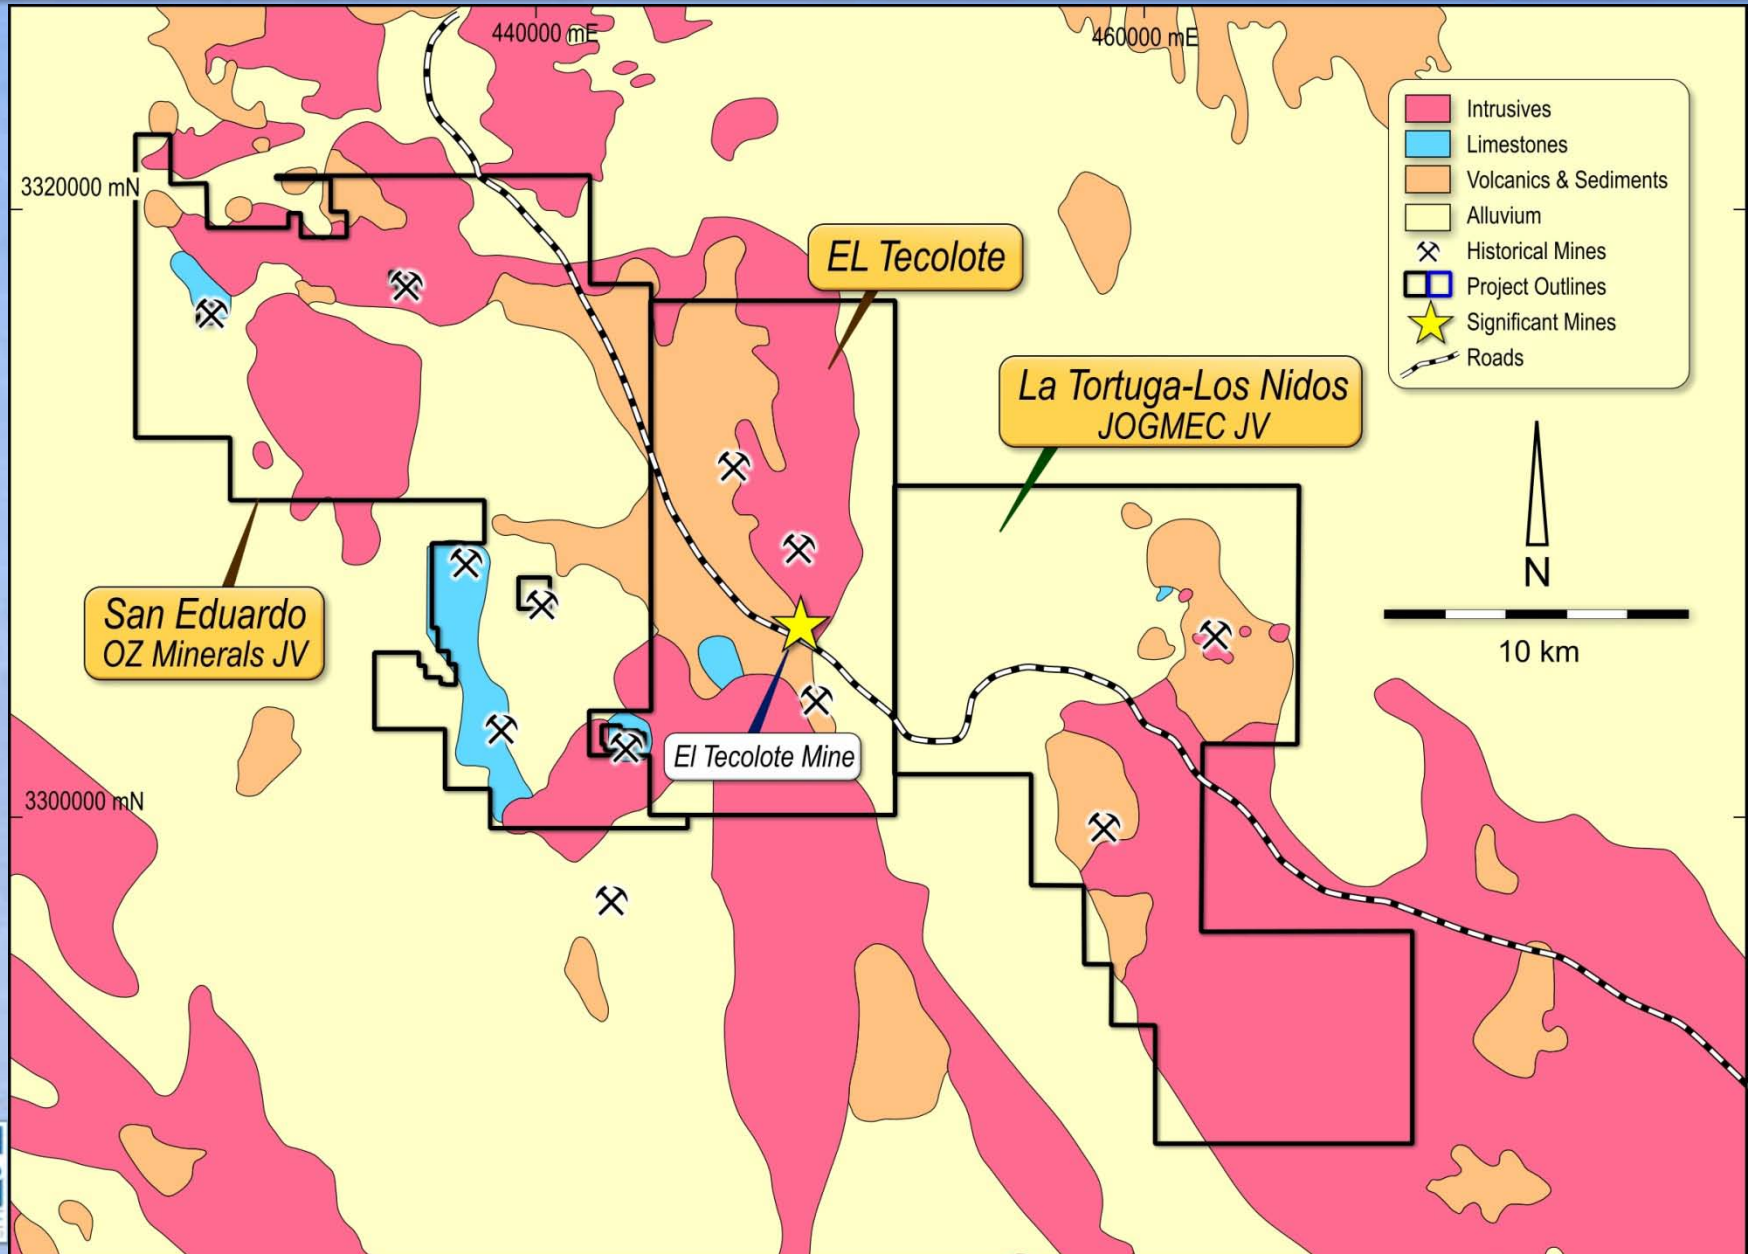 440000 mE
460000 mE
Intrusives
Limestones
Volcanics & Sediments
Alluvium
Historical Mines
Project Outlines
Significant Mines
Roads
3320000 mN
EL Tecolote
La Tortuga-Los Nidos
JOGMEC JV
N
10 km
San Eduardo
OZ Minerals JV
El Tecolote Mine
3300000 mN